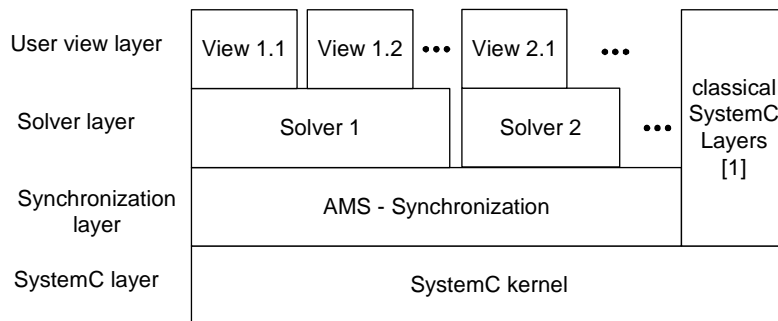 User view layer
View 1.1
View 1.2
•••
View 2.1
•••
classical
SystemC
Layers
[1]
Solver layer
Solver 1
Solver 2
•••
Synchronization
layer
AMS - Synchronization
SystemC layer
SystemC kernel